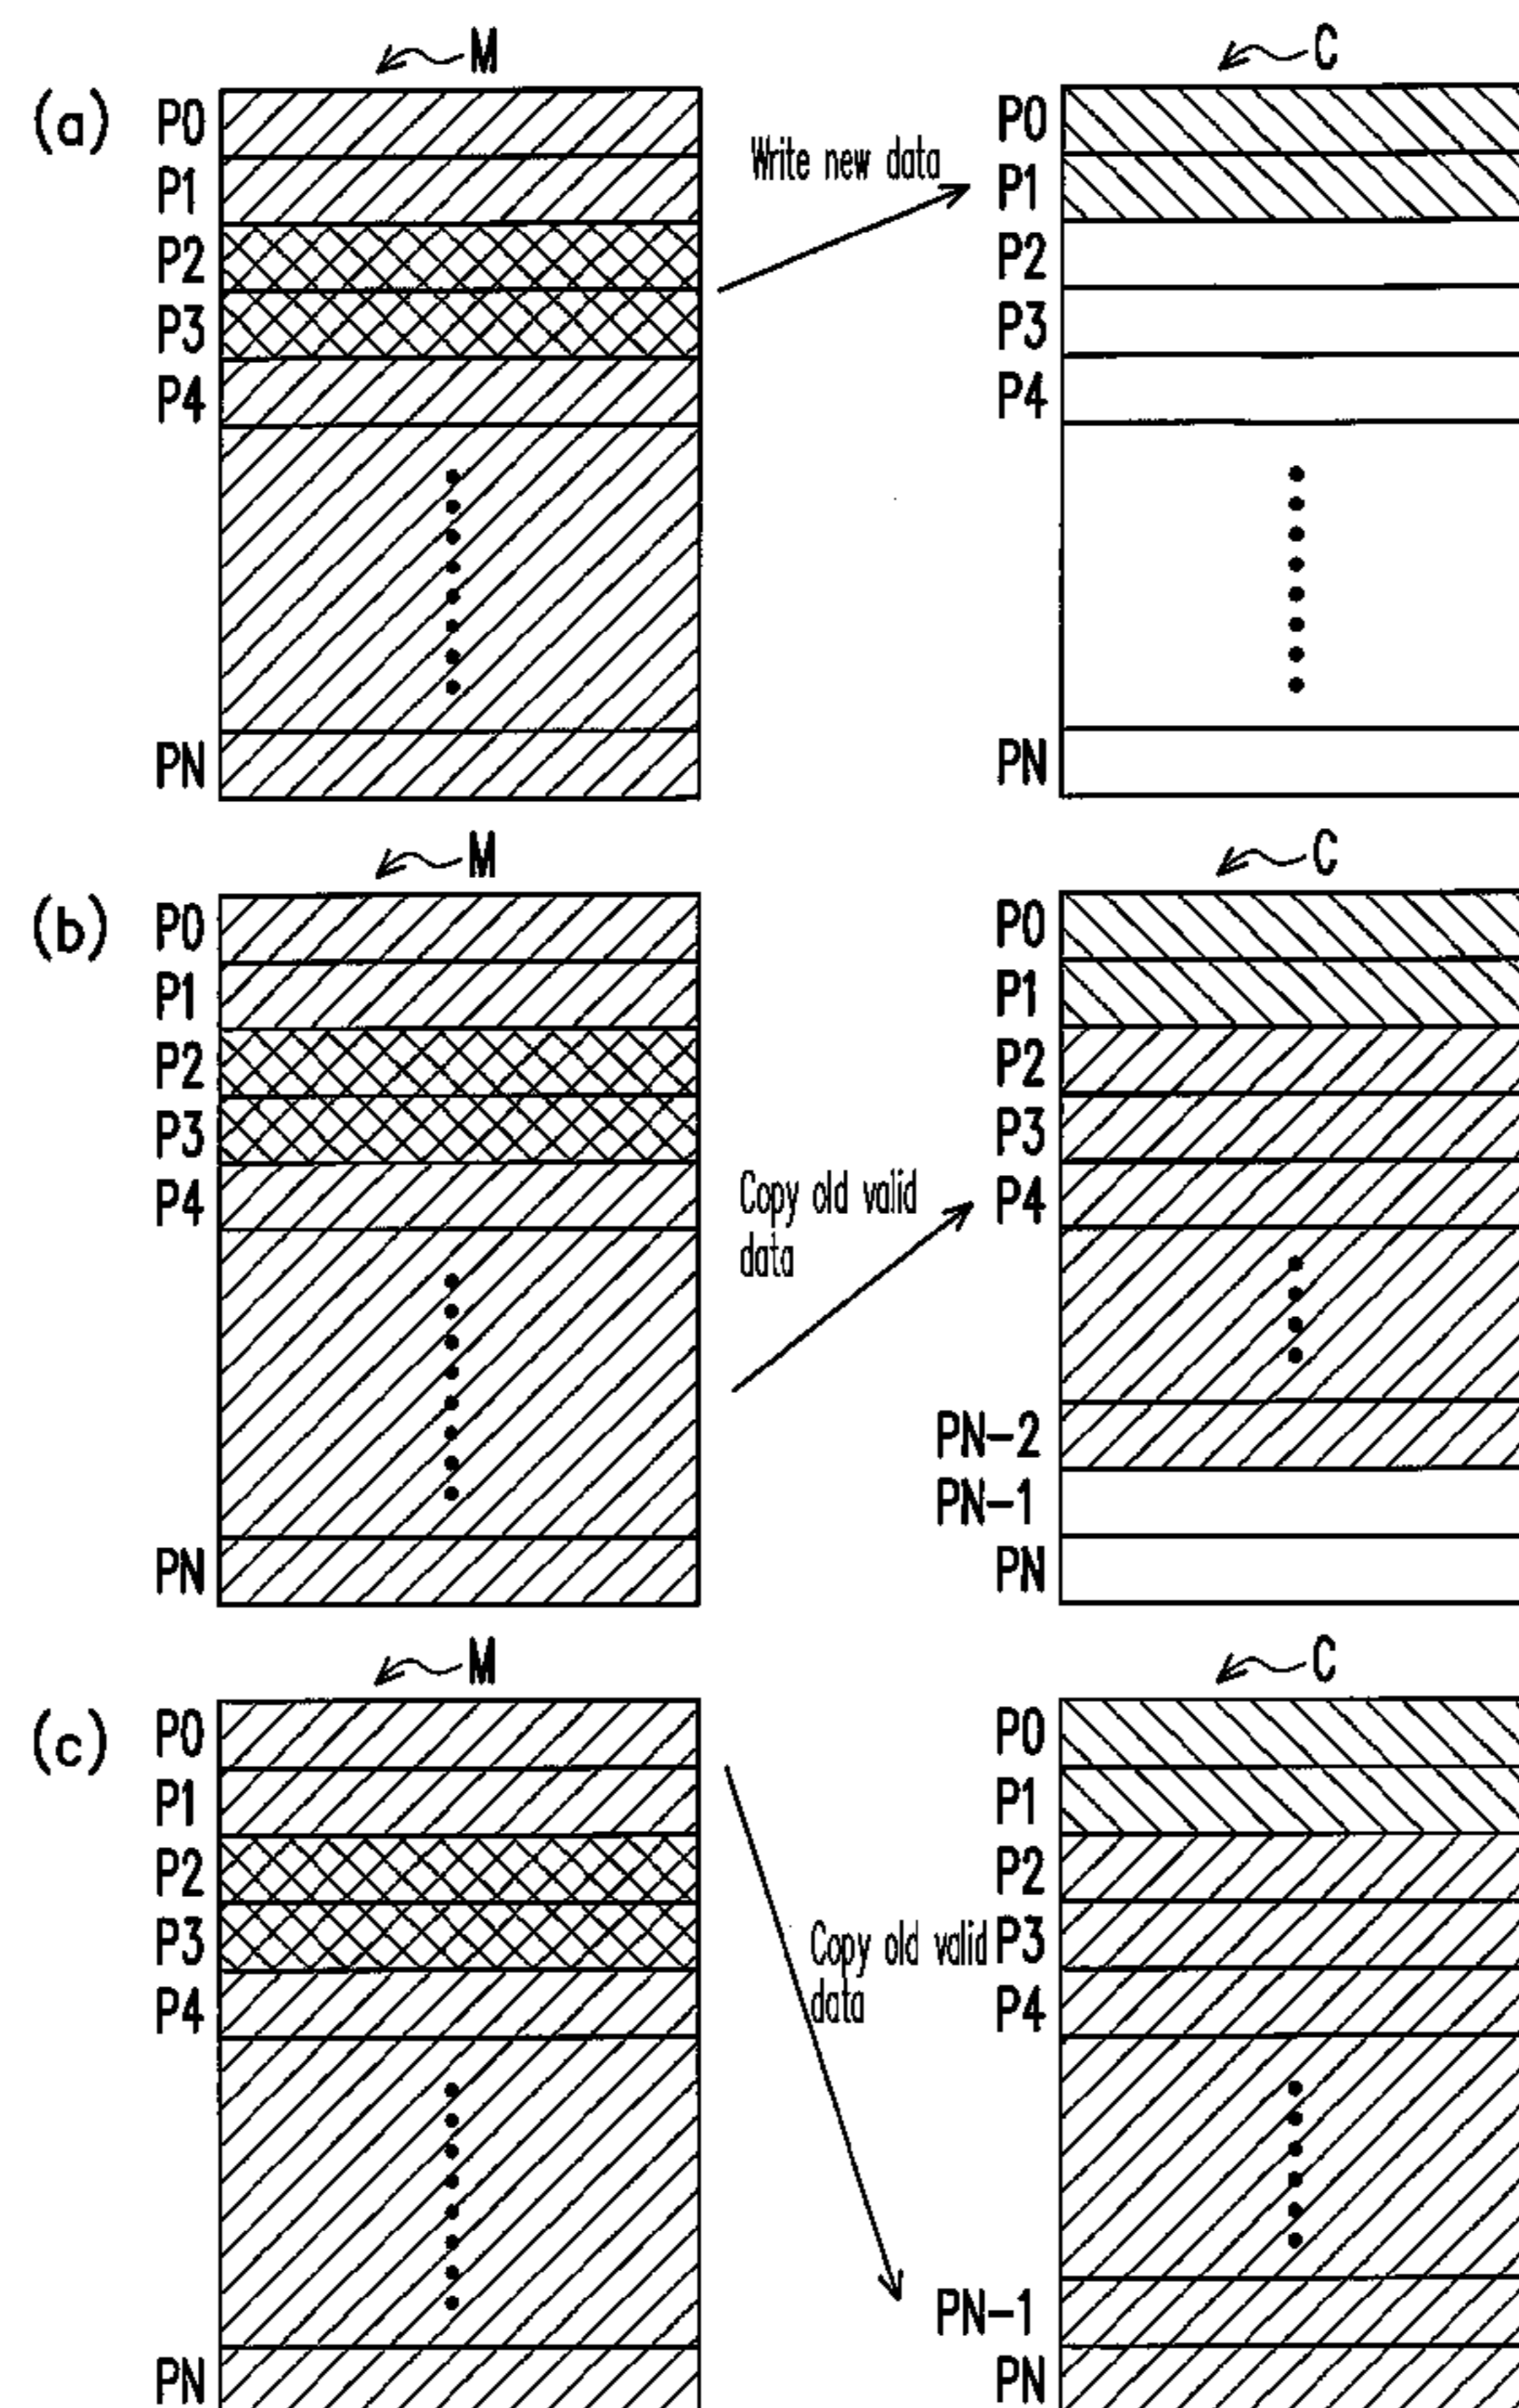 M C
(a) P0 P0
P1 Write new data P1
P2 P2
P3 P3
P4 P4
PN PN
M C
(b) P0 P0
P1 P1
P2 P2
P3 P3
P4 Copy old valid P4
data
PN-2
PN-1
PN PN
M C
(c) P0 P0
P1 P1
P2 P2
P3 Copy old valid P3
data
P4 P4
PN-1
PN PN